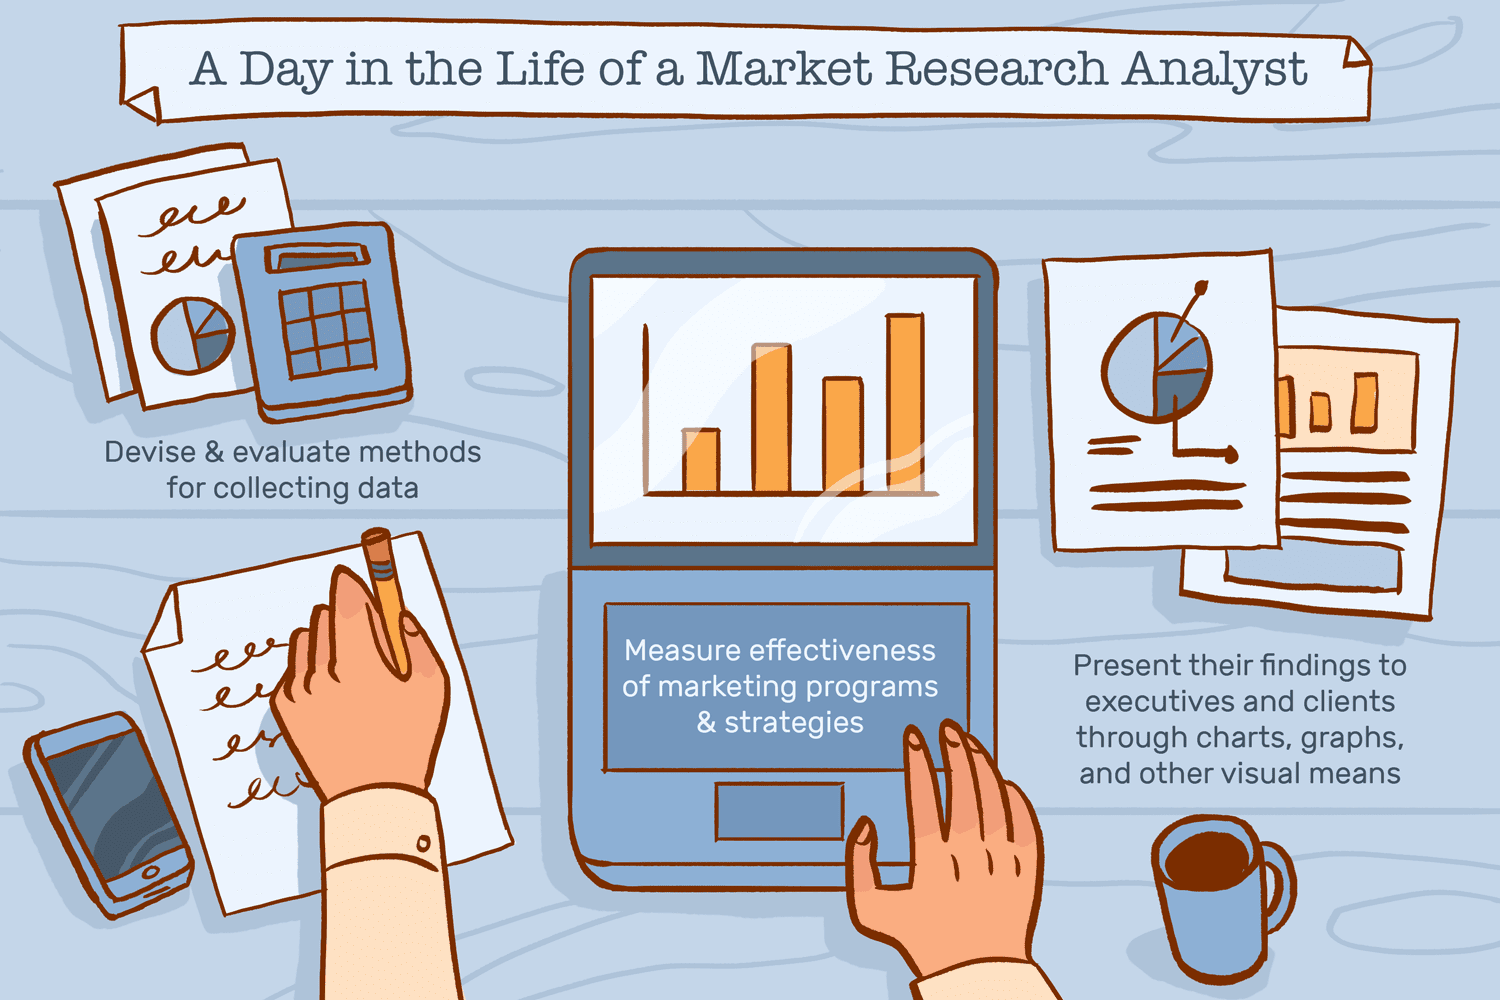 A Day in the Life of a Market Research Analyst
Devise & evaluate methods
for collecting data
Measure effectiveness
of marketing programs
& strategies
Present their findings to
executives and clients
through charts, graphs,
and other visual means